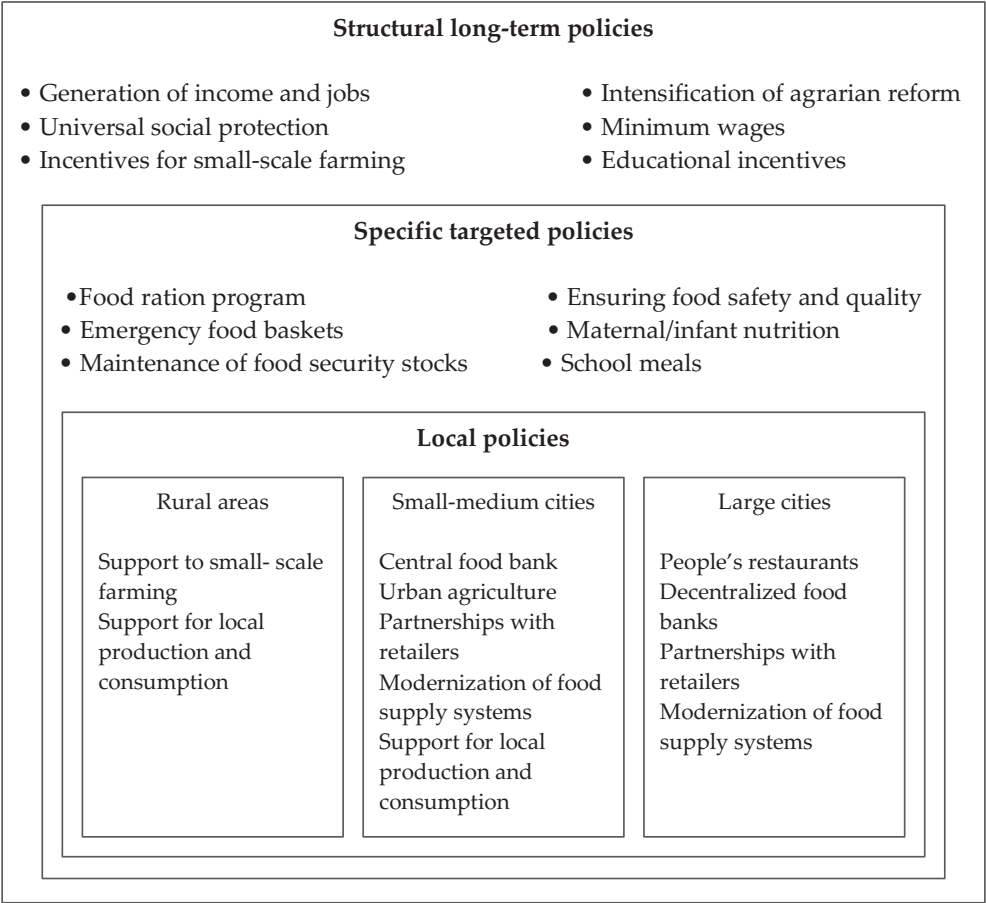 Structural long-term policies
• Generation of income and jobs
• Universal social protection
• Incentives for small-scale farming
• Intensification of agrarian reform
• Minimum wages
• Educational incentives
Specific targeted policies
•Food ration program
• Emergency food baskets
• Maintenance of food security stocks
• Ensuring food safety and quality
• Maternal/infant nutrition
• School meals
Local policies
Rural areas
Support to small- scale
farming
Support for local
production and
consumption
Small-medium cities
Central food bank
Urban agriculture
Partnerships with
retailers
Modernization of food
supply systems
Support for local
production and
consumption
Large cities
People’s restaurants
Decentralized food
banks
Partnerships with
retailers
Modernization of food
supply systems